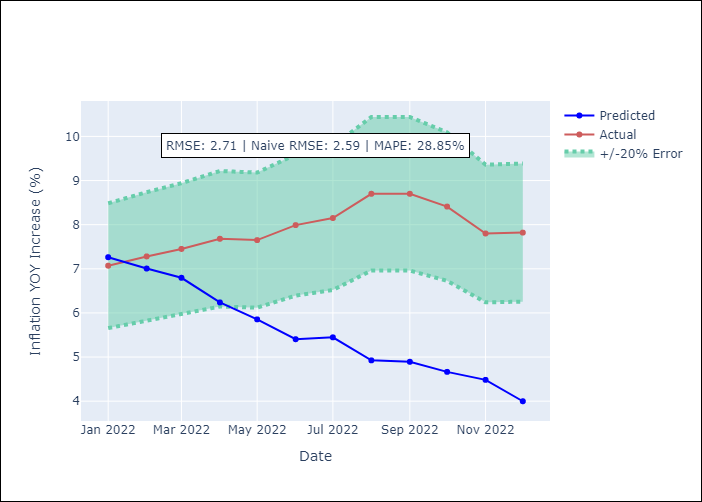 RMSE: 2.71 | Naive RMSE: 2.59 | MAPE: 28.85%
Predicted
Actual
+/-20% Error
Inflation YOY Increase (%)
10
9
8
7
6
5
4
Jan 2022
Mar 2022
May 2022
Jul 2022
Sep 2022
Nov 2022
Date